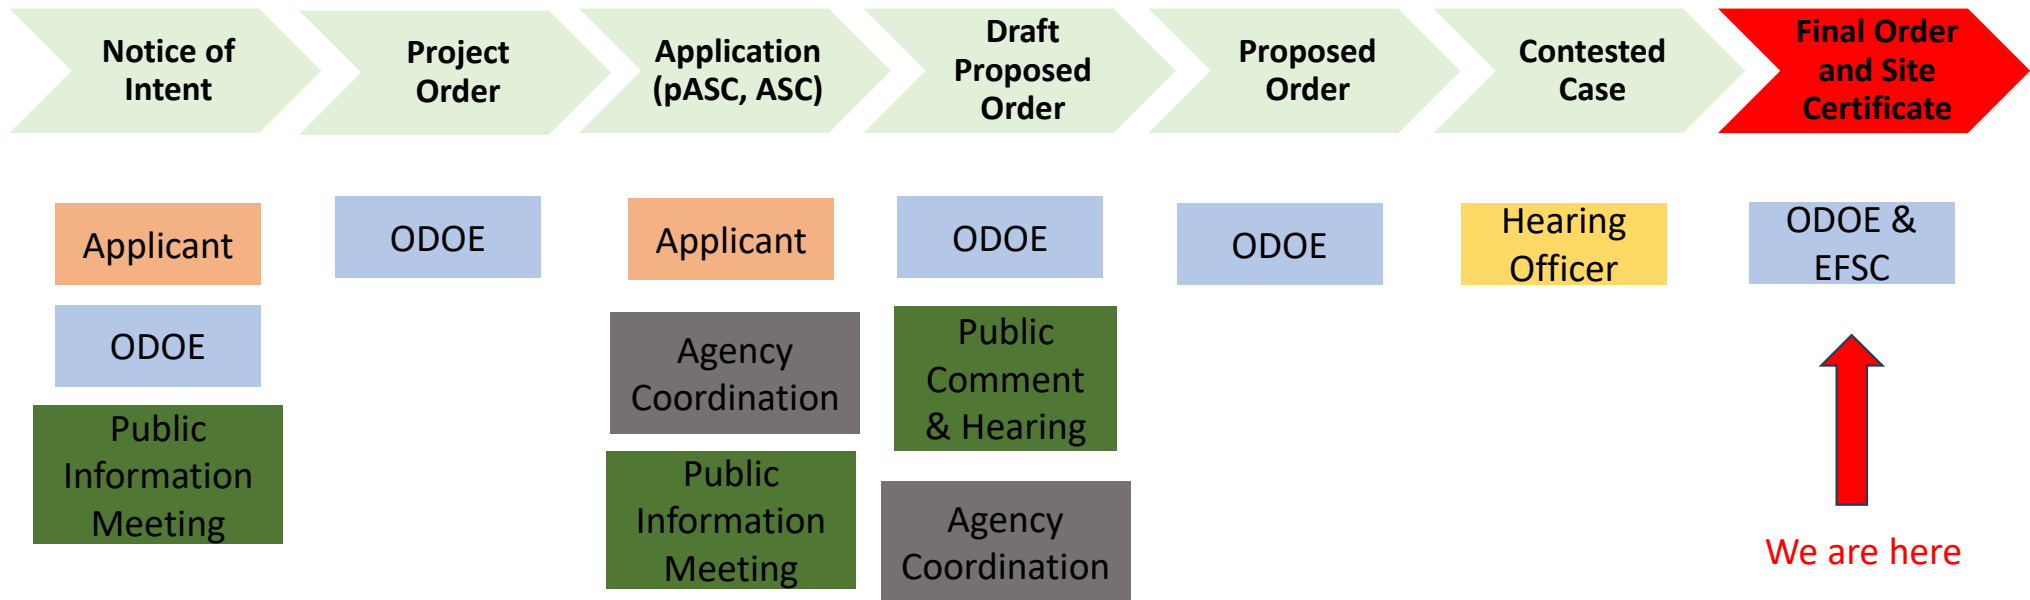 Notice of
Intent
Project
Order
Application
(pASC, ASC)
Draft
Proposed
Order
Proposed
Order
Contested
Case
Final Order
and Site
Certificate
Applicant
ODOE
Public
Information
Meeting
ODOE
Applicant
Agency
Coordination
Public
Information
Meeting
ODOE
Public
Comment
& Hearing
Agency
Coordination
ODOE
Hearing
Officer
ODOE &
EFSC
We are here